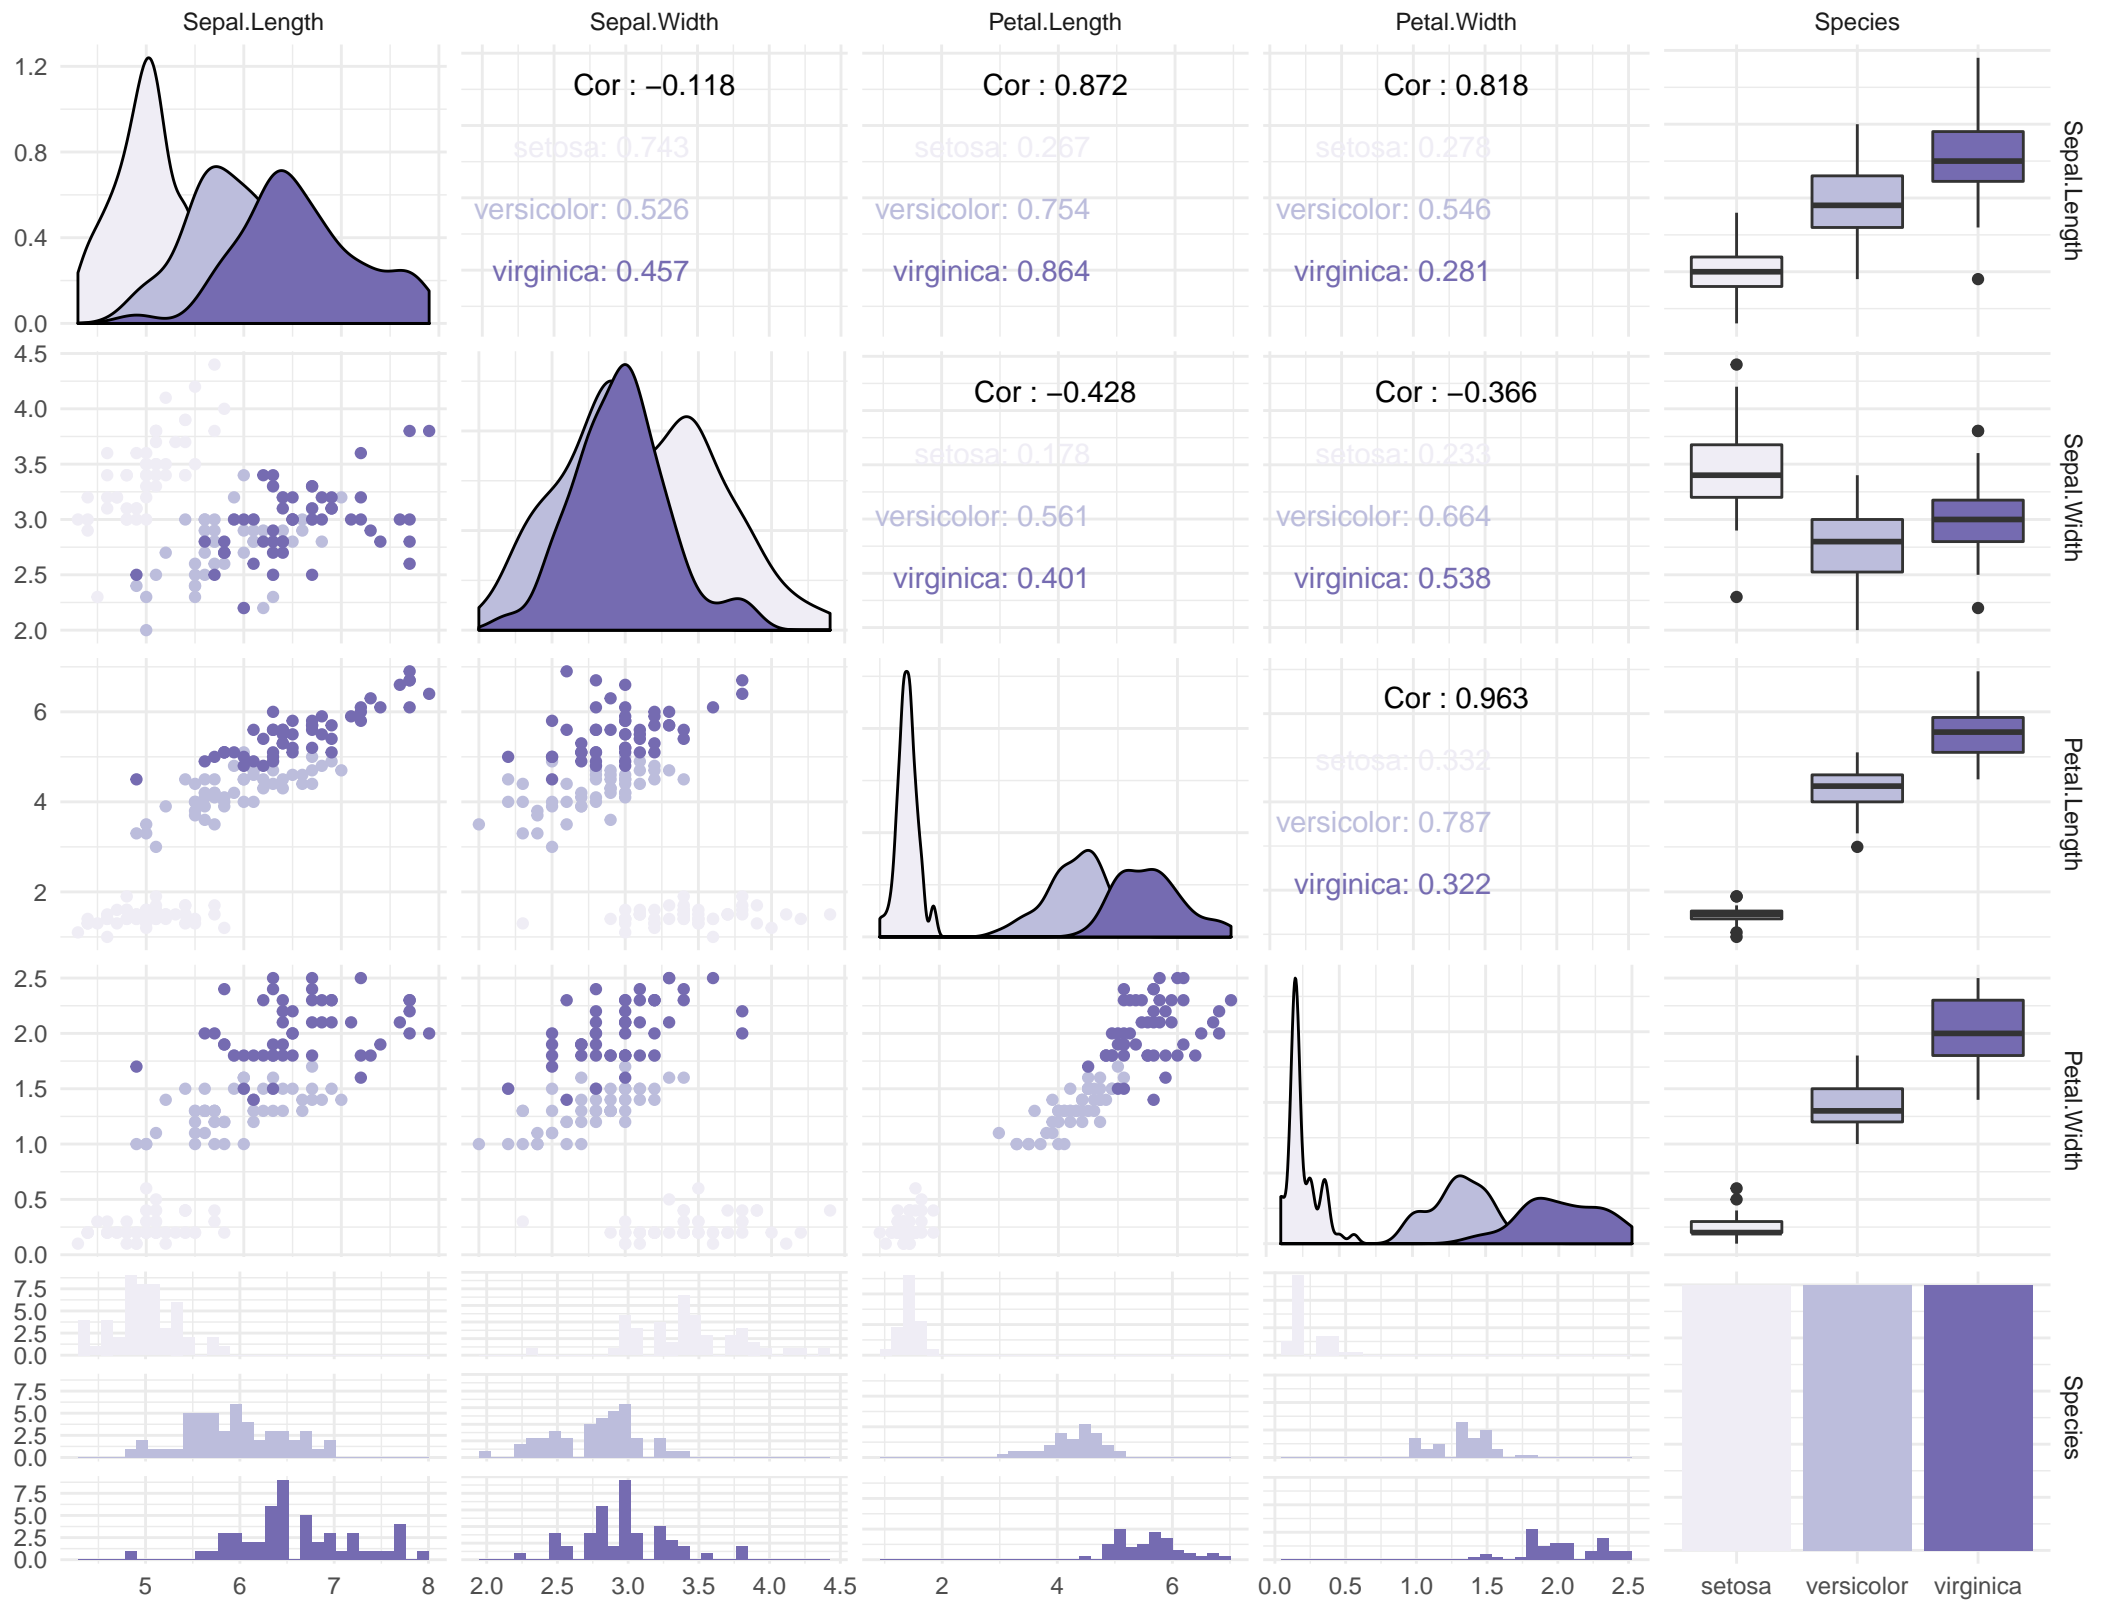 Sepal.Length Sepal.Width Petal.Length Petal.Width Species
1.2
0.8
0.4
0.0
Cor : −0.118
setosa: 0.743
versicolor: 0.526
virginica: 0.457
Cor : 0.872
setosa: 0.267
versicolor: 0.754
virginica: 0.864
Cor : 0.818
setosa: 0.278
versicolor: 0.546
virginica: 0.281
Sepal.Length
4.5
4.0
3.5
3.0
2.5
2.0
Cor : −0.428
setosa: 0.178
versicolor: 0.561
virginica: 0.401
Cor : −0.366
setosa: 0.233
versicolor: 0.664
virginica: 0.538
Sepal.Width
6
4
2
Cor : 0.963
setosa: 0.332
versicolor: 0.787
virginica: 0.322
Petal.Length
2.5
2.0
1.5
1.0
0.5
0.0
Petal.Width
7.5
5.0
2.5
0.0
7.5
5.0
2.5
0.0
7.5
5.0
2.5
0.0
Species
5 6 7 8
2.0 2.5 3.0 3.5 4.0 4.5
2 4 6
0.0 0.5 1.0 1.5 2.0 2.5
setosa versicolor virginica